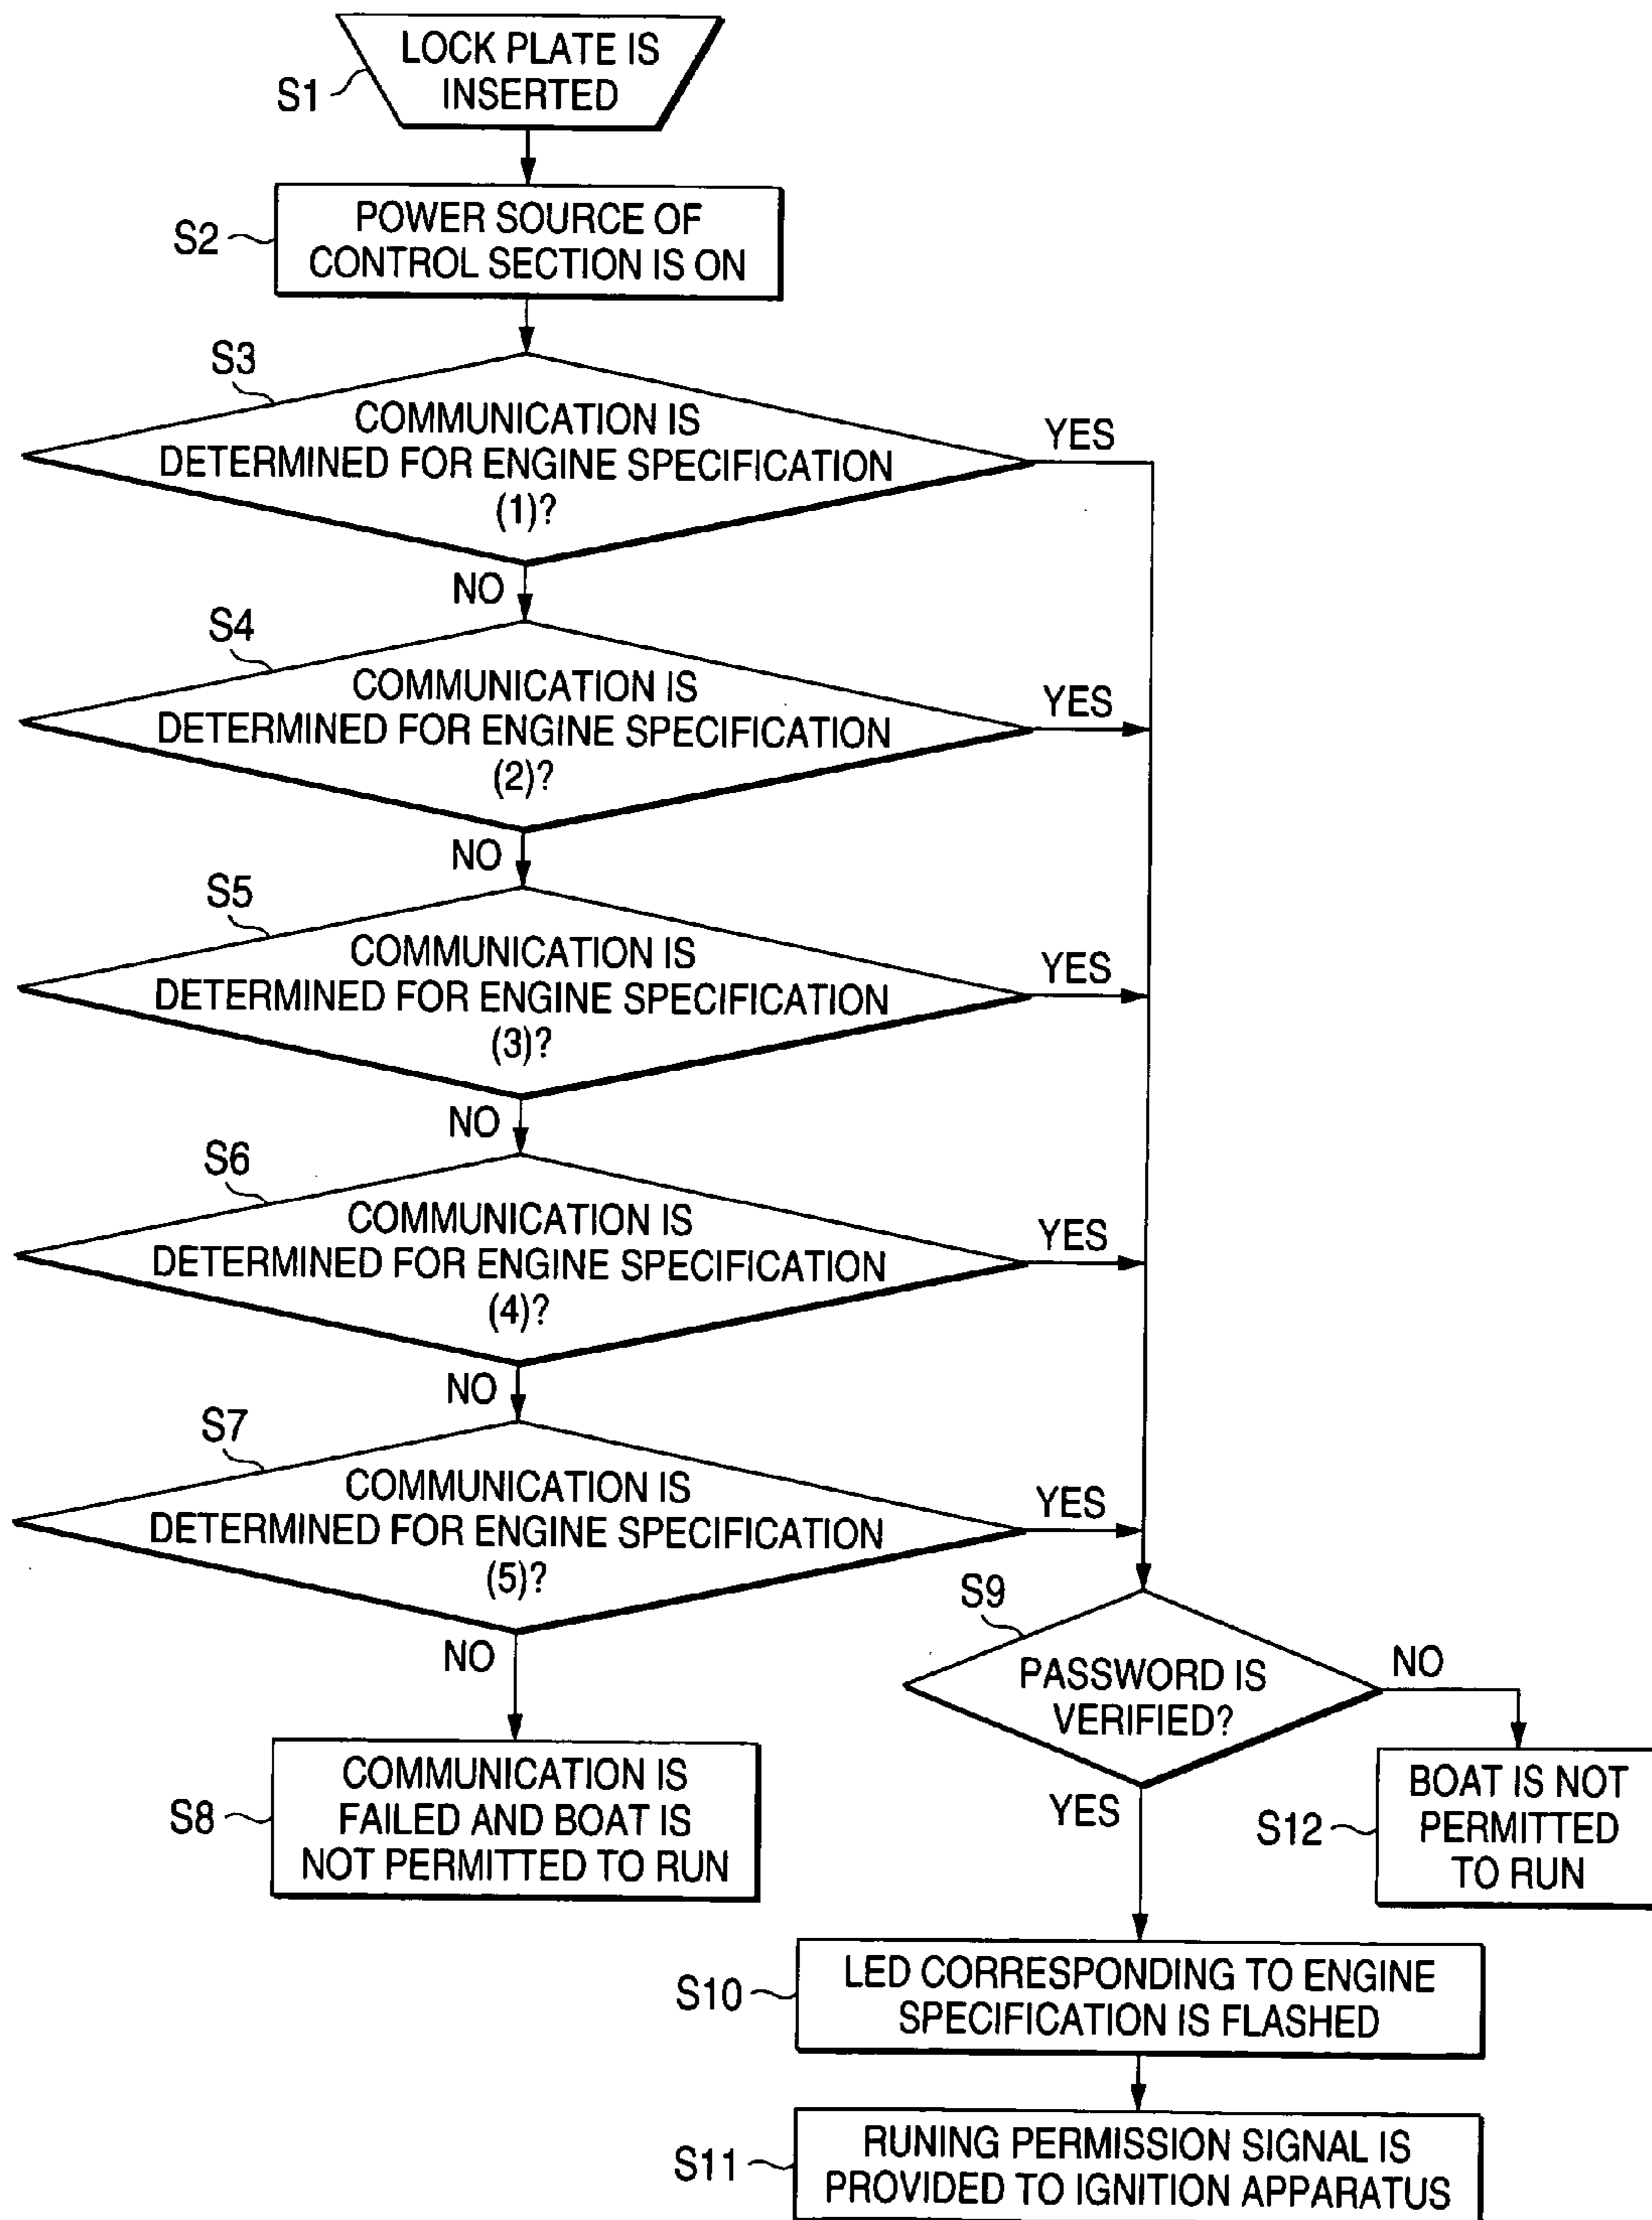 LOCK PLATE IS
INSERTED
S1
POWER SOURCE OF
CONTROL SECTION IS ON
S2
S3
COMMUNICATION IS
DETERMINED FOR ENGINE SPECIFICATION
(1)?
YES
NO
S4
COMMUNICATION IS
DETERMINED FOR ENGINE SPECIFICATION
(2)?
YES
NO
S5
COMMUNICATION IS
DETERMINED FOR ENGINE SPECIFICATION
(3)?
YES
NO
S6
COMMUNICATION IS
DETERMINED FOR ENGINE SPECIFICATION
(4)?
YES
NO
S7
COMMUNICATION IS
DETERMINED FOR ENGINE SPECIFICATION
(5)?
YES
NO
S8
COMMUNICATION IS
FAILED AND BOAT IS
NOT PERMITTED TO RUN
S9
PASSWORD IS
VERIFIED?
NO
YES
S12
BOAT IS NOT
PERMITTED
TO RUN
S10
LED CORRESPONDING TO ENGINE
SPECIFICATION IS FLASHED
S11
RUNING PERMISSION SIGNAL IS
PROVIDED TO IGNITION APPARATUS